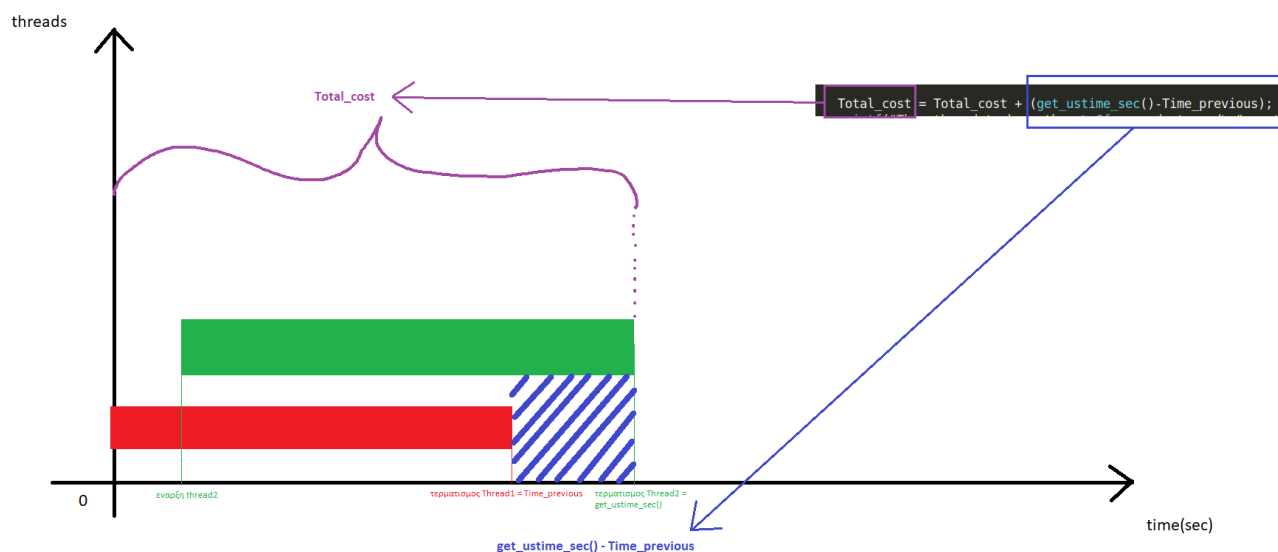 threads
Total_cost
Total_cost = Total_cost + (get_ustime_sec()-Time_previous);
0
εναρξη thread2
τερματισμος Thread1 = Time_previous
τερματισμος Thread2 =
get_ustime_sec()
time(sec)
get_ustime_sec() - Time_previous